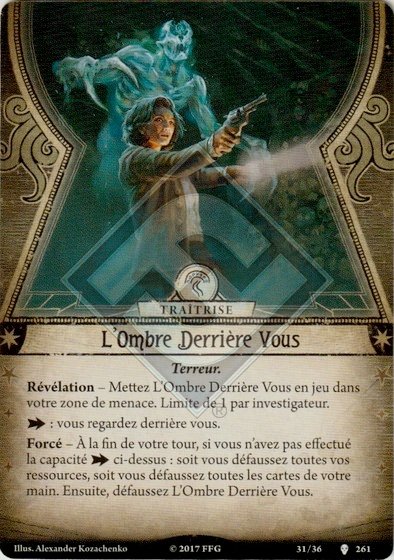 TRAÎTRISE
L'Ombre Derrière Vous
Terreur.
Révélation – Mettez L'Ombre Derrière Vous en jeu dans
votre zone de menace. Limite de 1 par investigateur.
: vous regardez derrière vous.
Forcé – À la fin de votre tour, si vous n'avez pas effectué
la capacité ci-dessus : soit vous défaussez toutes vos
ressources, soit vous défaussez toutes les cartes de votre
main. Ensuite, défaussez L'Ombre Derrière Vous.
Illus. Alexander Kozachenko © 2017 FFG 31/36 261